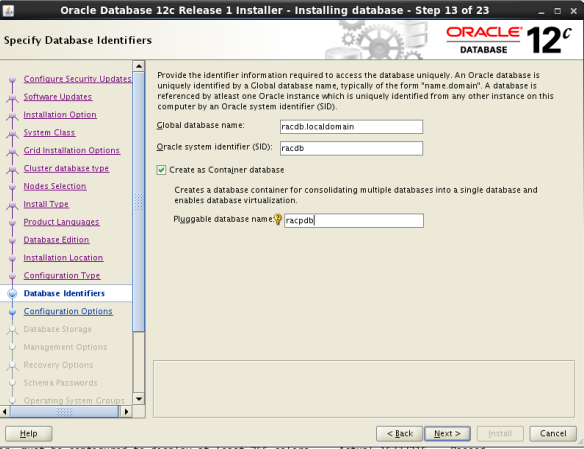 Oracle Database 12c Release 1 Installer - Installing database - Step 13 of 23
Specify Database Identifiers
ORACLE
DATABASE
12c
Configure Security Updates
Software Updates
Installation Option
System Class
Grid Installation Options
Cluster database type
Nodes Selection
Install Type
Product Languages
Database Edition
Installation Location
Configuration Type
Database Identifiers
Configuration Options
Database Storage
Management Options
Recovery Options
Schema Passwords
Operating System Groups
Provide the identifier information required to access the database uniquely. An Oracle database is
uniquely identified by a Global database name, typically of the form "name.domain". A database is
referenced by atleast one Oracle instance which is uniquely identified from any other instance on this
computer by an Oracle system identifier (SID).
Global database name: racdb.localdomain
Oracle system identifier (SID): racdb
Create as Container database
Creates a database container for consolidating multiple databases into a single database and
enables database virtualization.
Pluggable database name: racpdb
Help
< Back
Next >
Install
Cancel